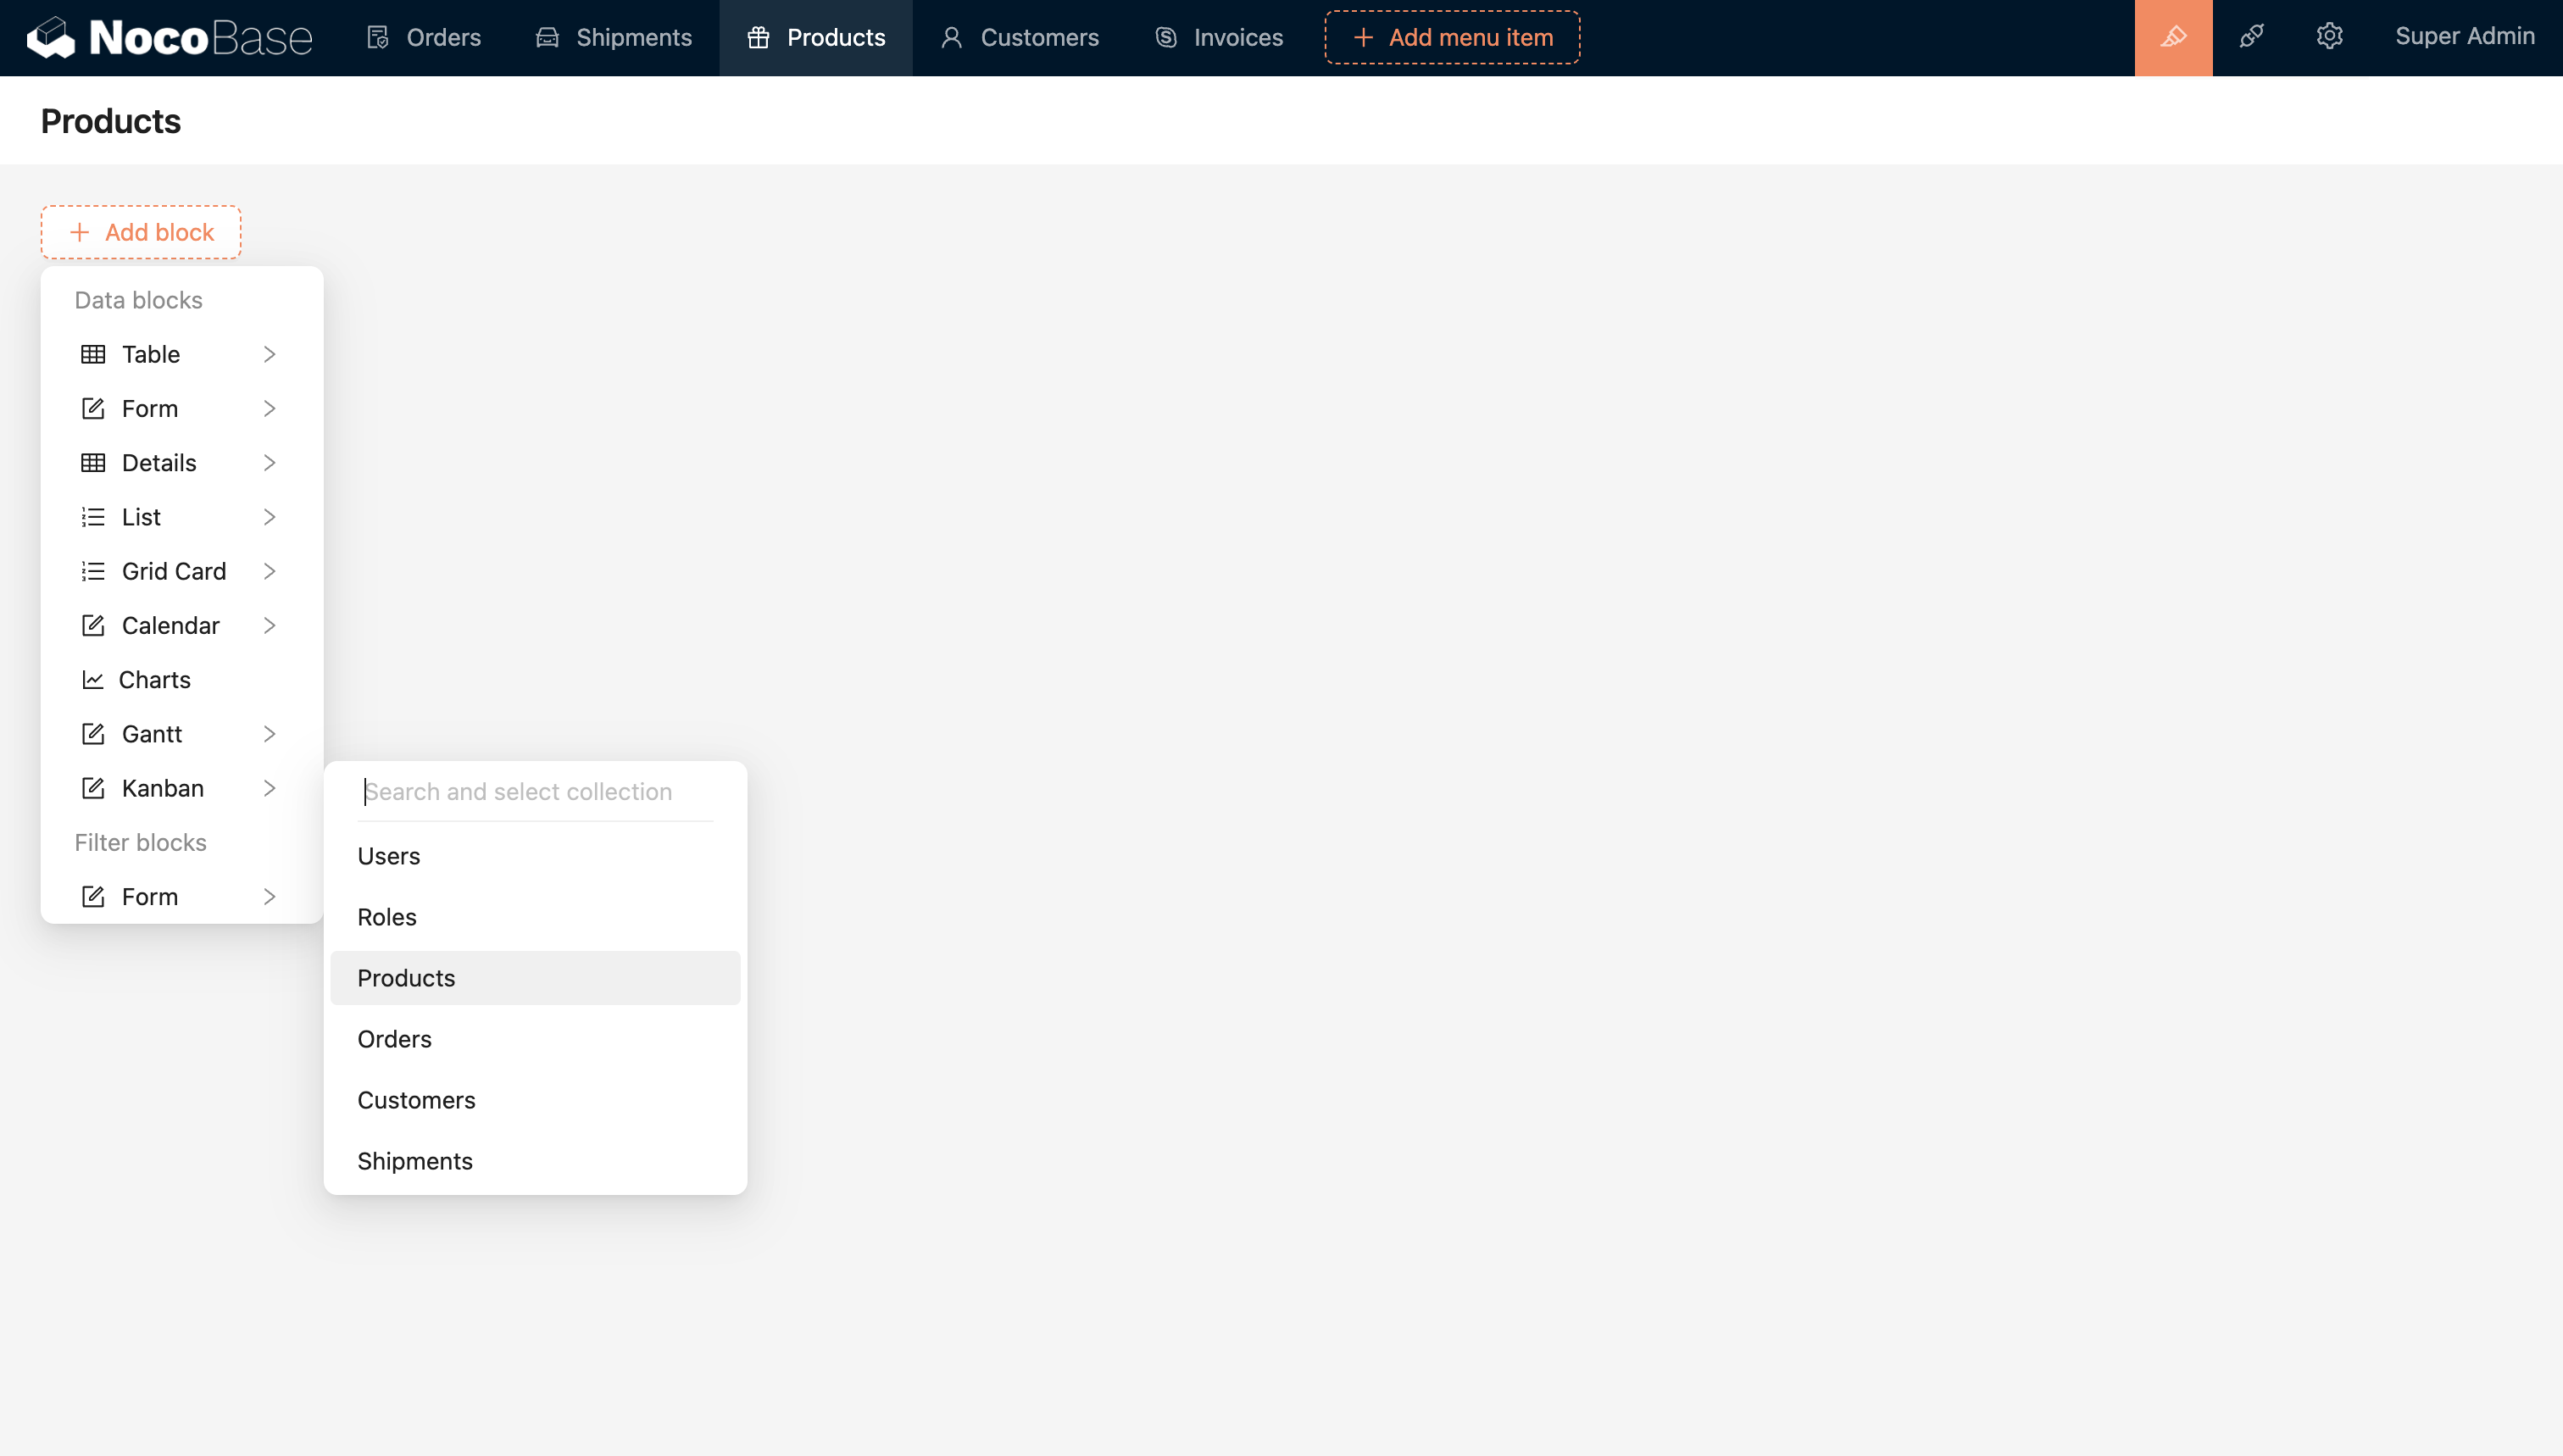 NocoBase Orders Shipments Products Customers Invoices + Add menu item Super Admin
Products
+ Add block
Data blocks
Table
Form
Details
List
Grid Card
Calendar
Charts
Gantt
Kanban
Filter blocks
Form
Search and select collection
Users
Roles
Products
Orders
Customers
Shipments